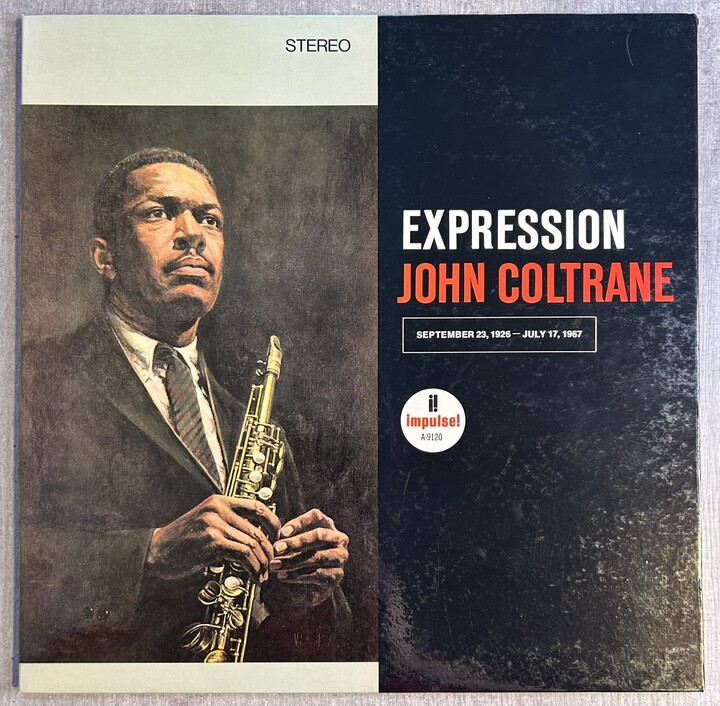 STEREO
EXPRESSION
JOHN COLTRANE
SEPTEMBER 23, 1926 — JULY 17, 1967
i!
impulse!
A-9120